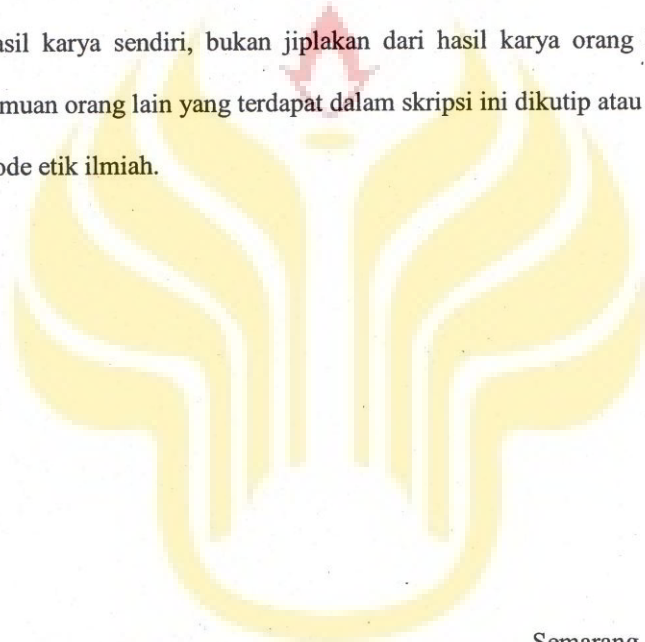 asil karya sendiri, bukan jiplakan dari hasil karya orang
muan orang lain yang terdapat dalam skripsi ini dikutip atau
ode etik ilmiah.
Semarang